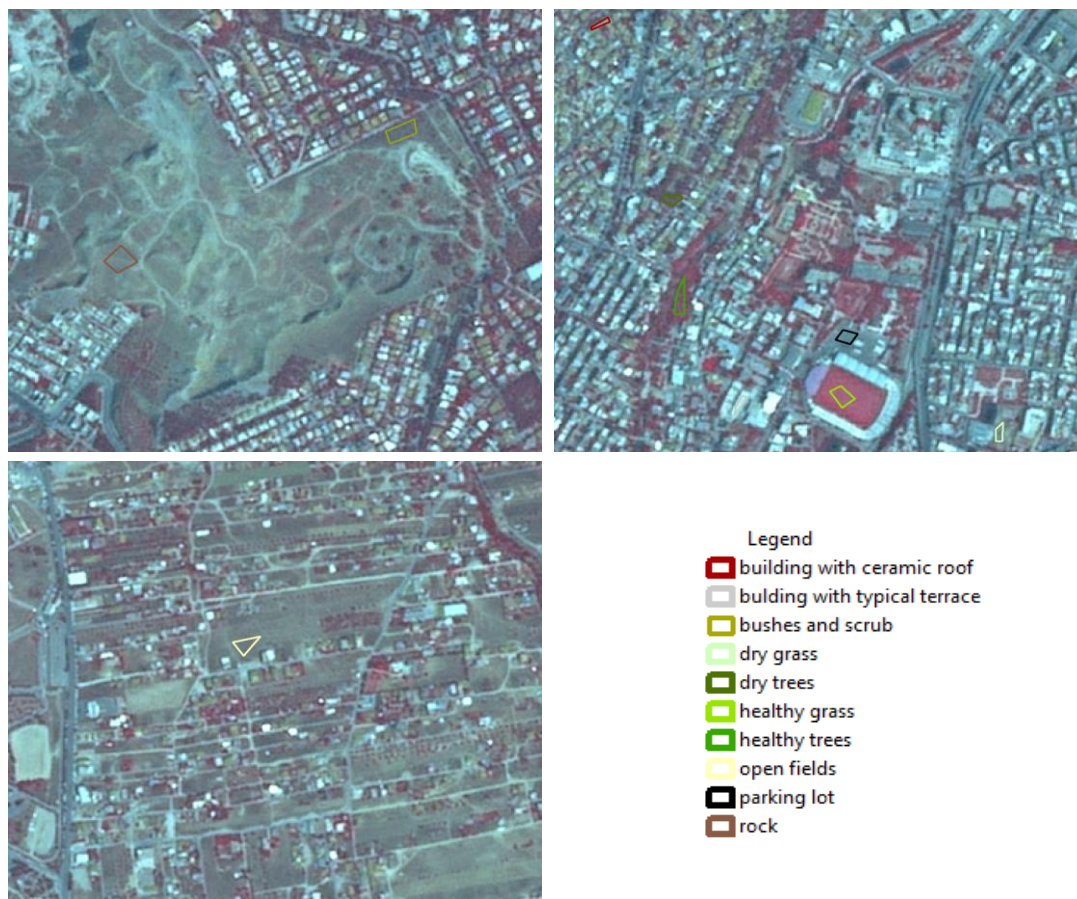 Legend
building with ceramic roof
bulding with typical terrace
bushes and scrub
dry grass
dry trees
healthy grass
healthy trees
open fields
parking lot
rock